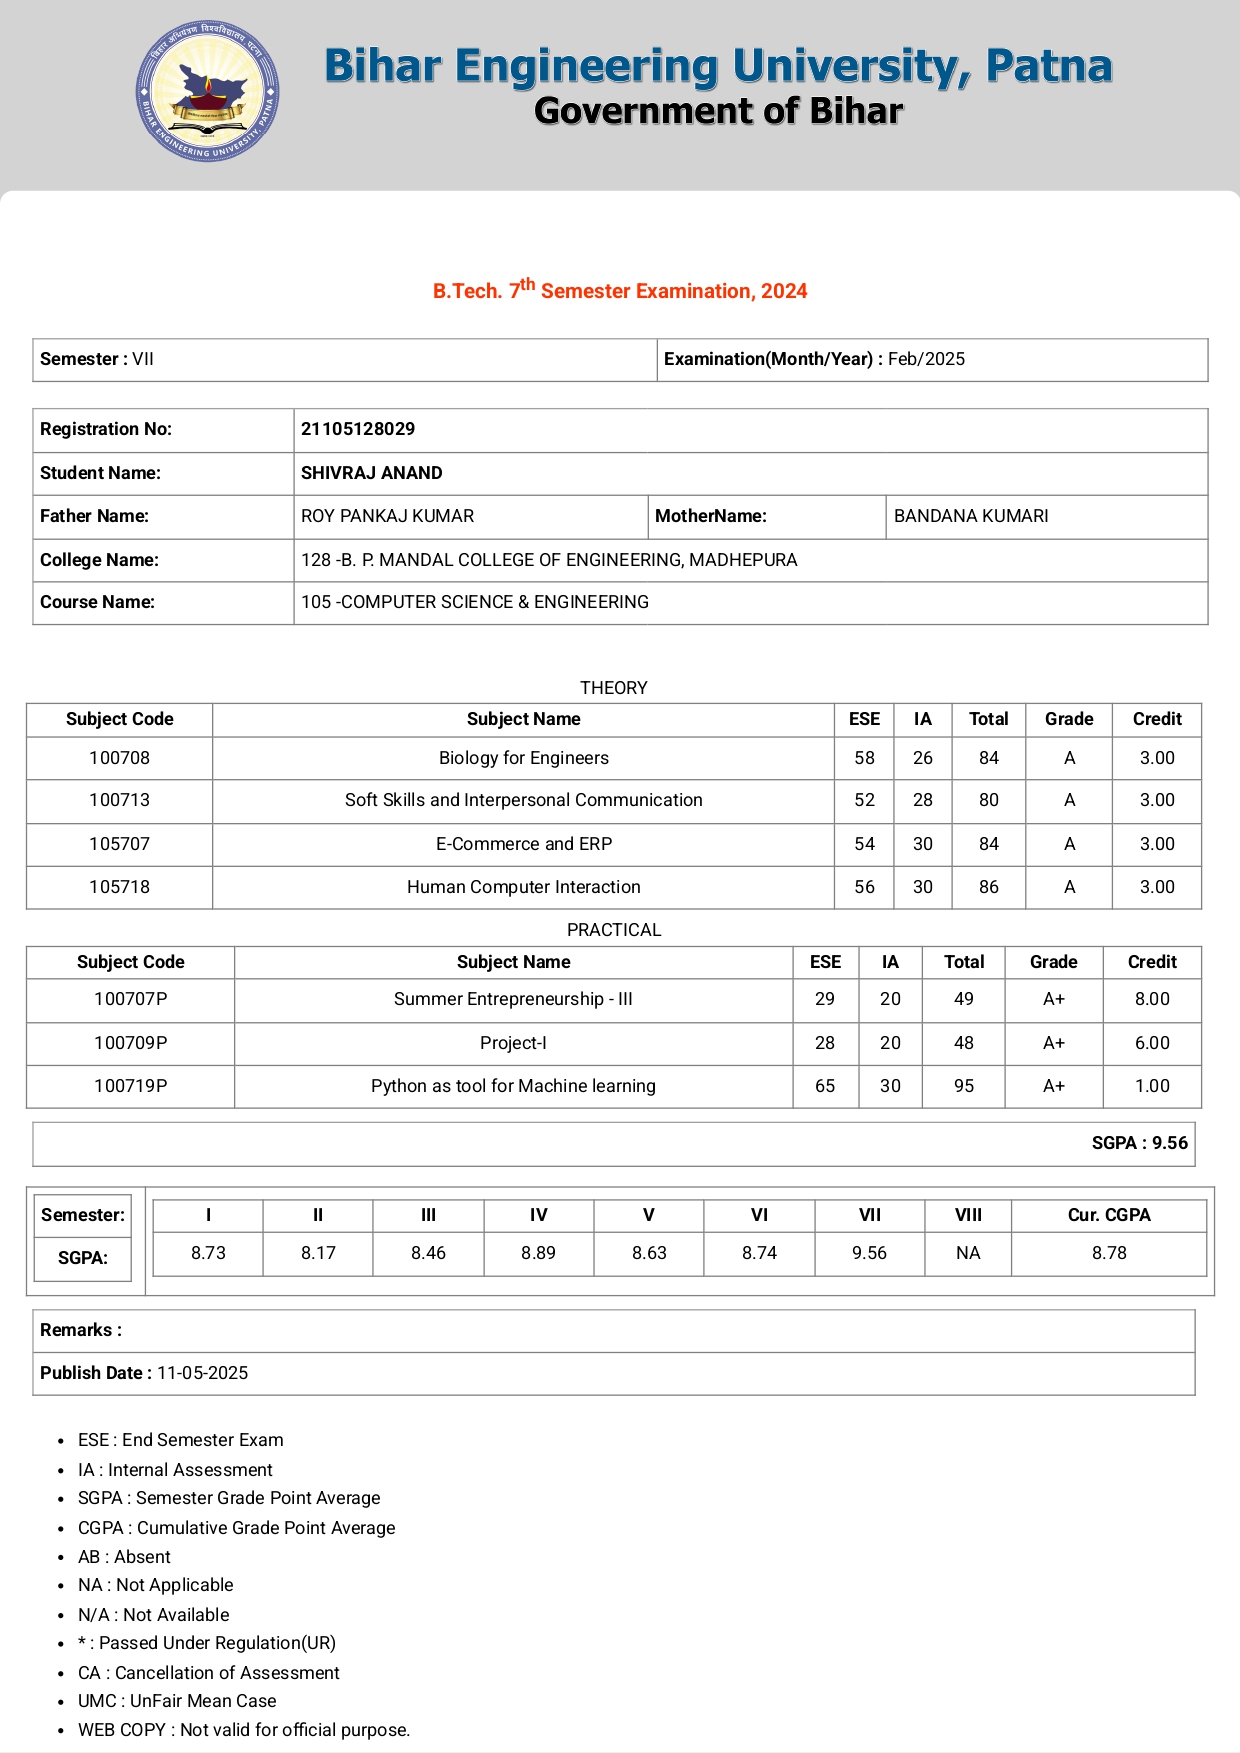 बिहार अभियंत्रण विश्वविद्यालय, पटना
BIHAR ENGINEERING UNIVERSITY, PATNA
Bihar Engineering University, Patna
Government of Bihar
B.Tech. 7th Semester Examination, 2024
Semester : VII Examination(Month/Year) : Feb/2025
Registration No: 21105128029
Student Name: SHIVRAJ ANAND
Father Name: ROY PANKAJ KUMAR MotherName: BANDANA KUMARI
College Name: 128 -B. P. MANDAL COLLEGE OF ENGINEERING, MADHEPURA
Course Name: 105 -COMPUTER SCIENCE & ENGINEERING
THEORY
Subject Code Subject Name ESE IA Total Grade Credit
100708 Biology for Engineers 58 26 84 A 3.00
100713 Soft Skills and Interpersonal Communication 52 28 80 A 3.00
105707 E-Commerce and ERP 54 30 84 A 3.00
105718 Human Computer Interaction 56 30 86 A 3.00
PRACTICAL
Subject Code Subject Name ESE IA Total Grade Credit
100707P Summer Entrepreneurship - III 29 20 49 A+ 8.00
100709P Project-I 28 20 48 A+ 6.00
100719P Python as tool for Machine learning 65 30 95 A+ 1.00
SGPA : 9.56
Semester: I II III IV V VI VII VIII Cur. CGPA
SGPA: 8.73 8.17 8.46 8.89 8.63 8.74 9.56 NA 8.78
Remarks :
Publish Date : 11-05-2025
• ESE : End Semester Exam
• IA : Internal Assessment
• SGPA : Semester Grade Point Average
• CGPA : Cumulative Grade Point Average
• AB : Absent
• NA : Not Applicable
• N/A : Not Available
• * : Passed Under Regulation(UR)
• CA : Cancellation of Assessment
• UMC : UnFair Mean Case
• WEB COPY : Not valid for official purpose.